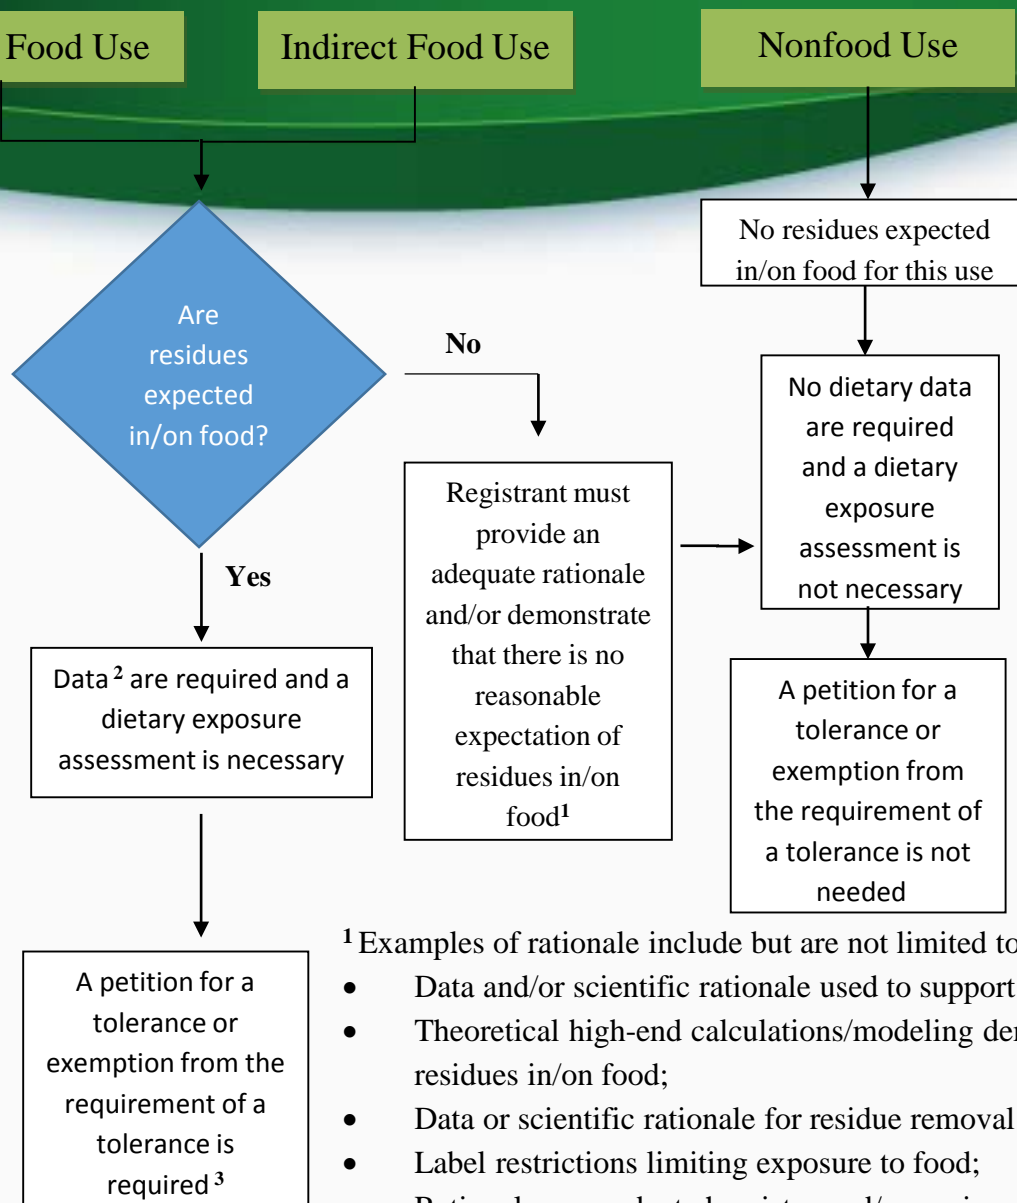 Food Use
Indirect Food Use
Nonfood Use
No residues expected
in/on food for this use
Are
residues
expected
in/on food?
No
Yes
No dietary data
are required
and a dietary
exposure
assessment is
not necessary
Registrant must
provide an
adequate rationale
and/or demonstrate
that there is no
reasonable
expectation of
residues in/on
food¹
Data ² are required and a
dietary exposure
assessment is necessary
A petition for a
tolerance or
exemption from
the requirement of
a tolerance is not
needed
A petition for a
tolerance or
exemption from the
requirement of a
tolerance is
required ³
¹ Examples of rationale include but are not limited to
• Data and/or scientific rationale used to support
• Theoretical high-end calculations/modeling
residues in/on food;
• Data or scientific rationale for residue removal
• Label restrictions limiting exposure to food;